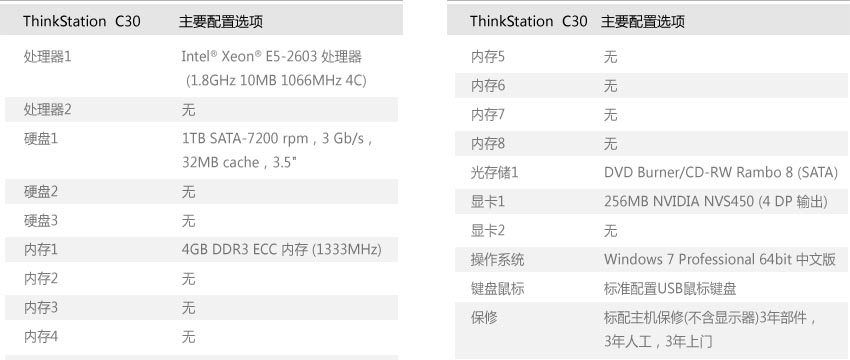 ThinkStation C30 主要配置选项
处理器1 Intel® Xeon® E5-2603 处理器
(1.8GHz 10MB 1066MHz 4C)
处理器2 无
硬盘1 1TB SATA-7200 rpm，3 Gb/s，
32MB cache，3.5"
硬盘2 无
硬盘3 无
内存1 4GB DDR3 ECC 内存 (1333MHz)
内存2 无
内存3 无
内存4 无
ThinkStation C30 主要配置选项
内存5 无
内存6 无
内存7 无
内存8 无
光存储1 DVD Burner/CD-RW Rambo 8 (SATA)
显卡1 256MB NVIDIA NVS450 (4 DP 输出)
显卡2 无
操作系统 Windows 7 Professional 64bit 中文版
键盘鼠标 标准配置USB鼠标键盘
保修 标配主机保修(不含显示器)3年部件，
3年人工，3年上门